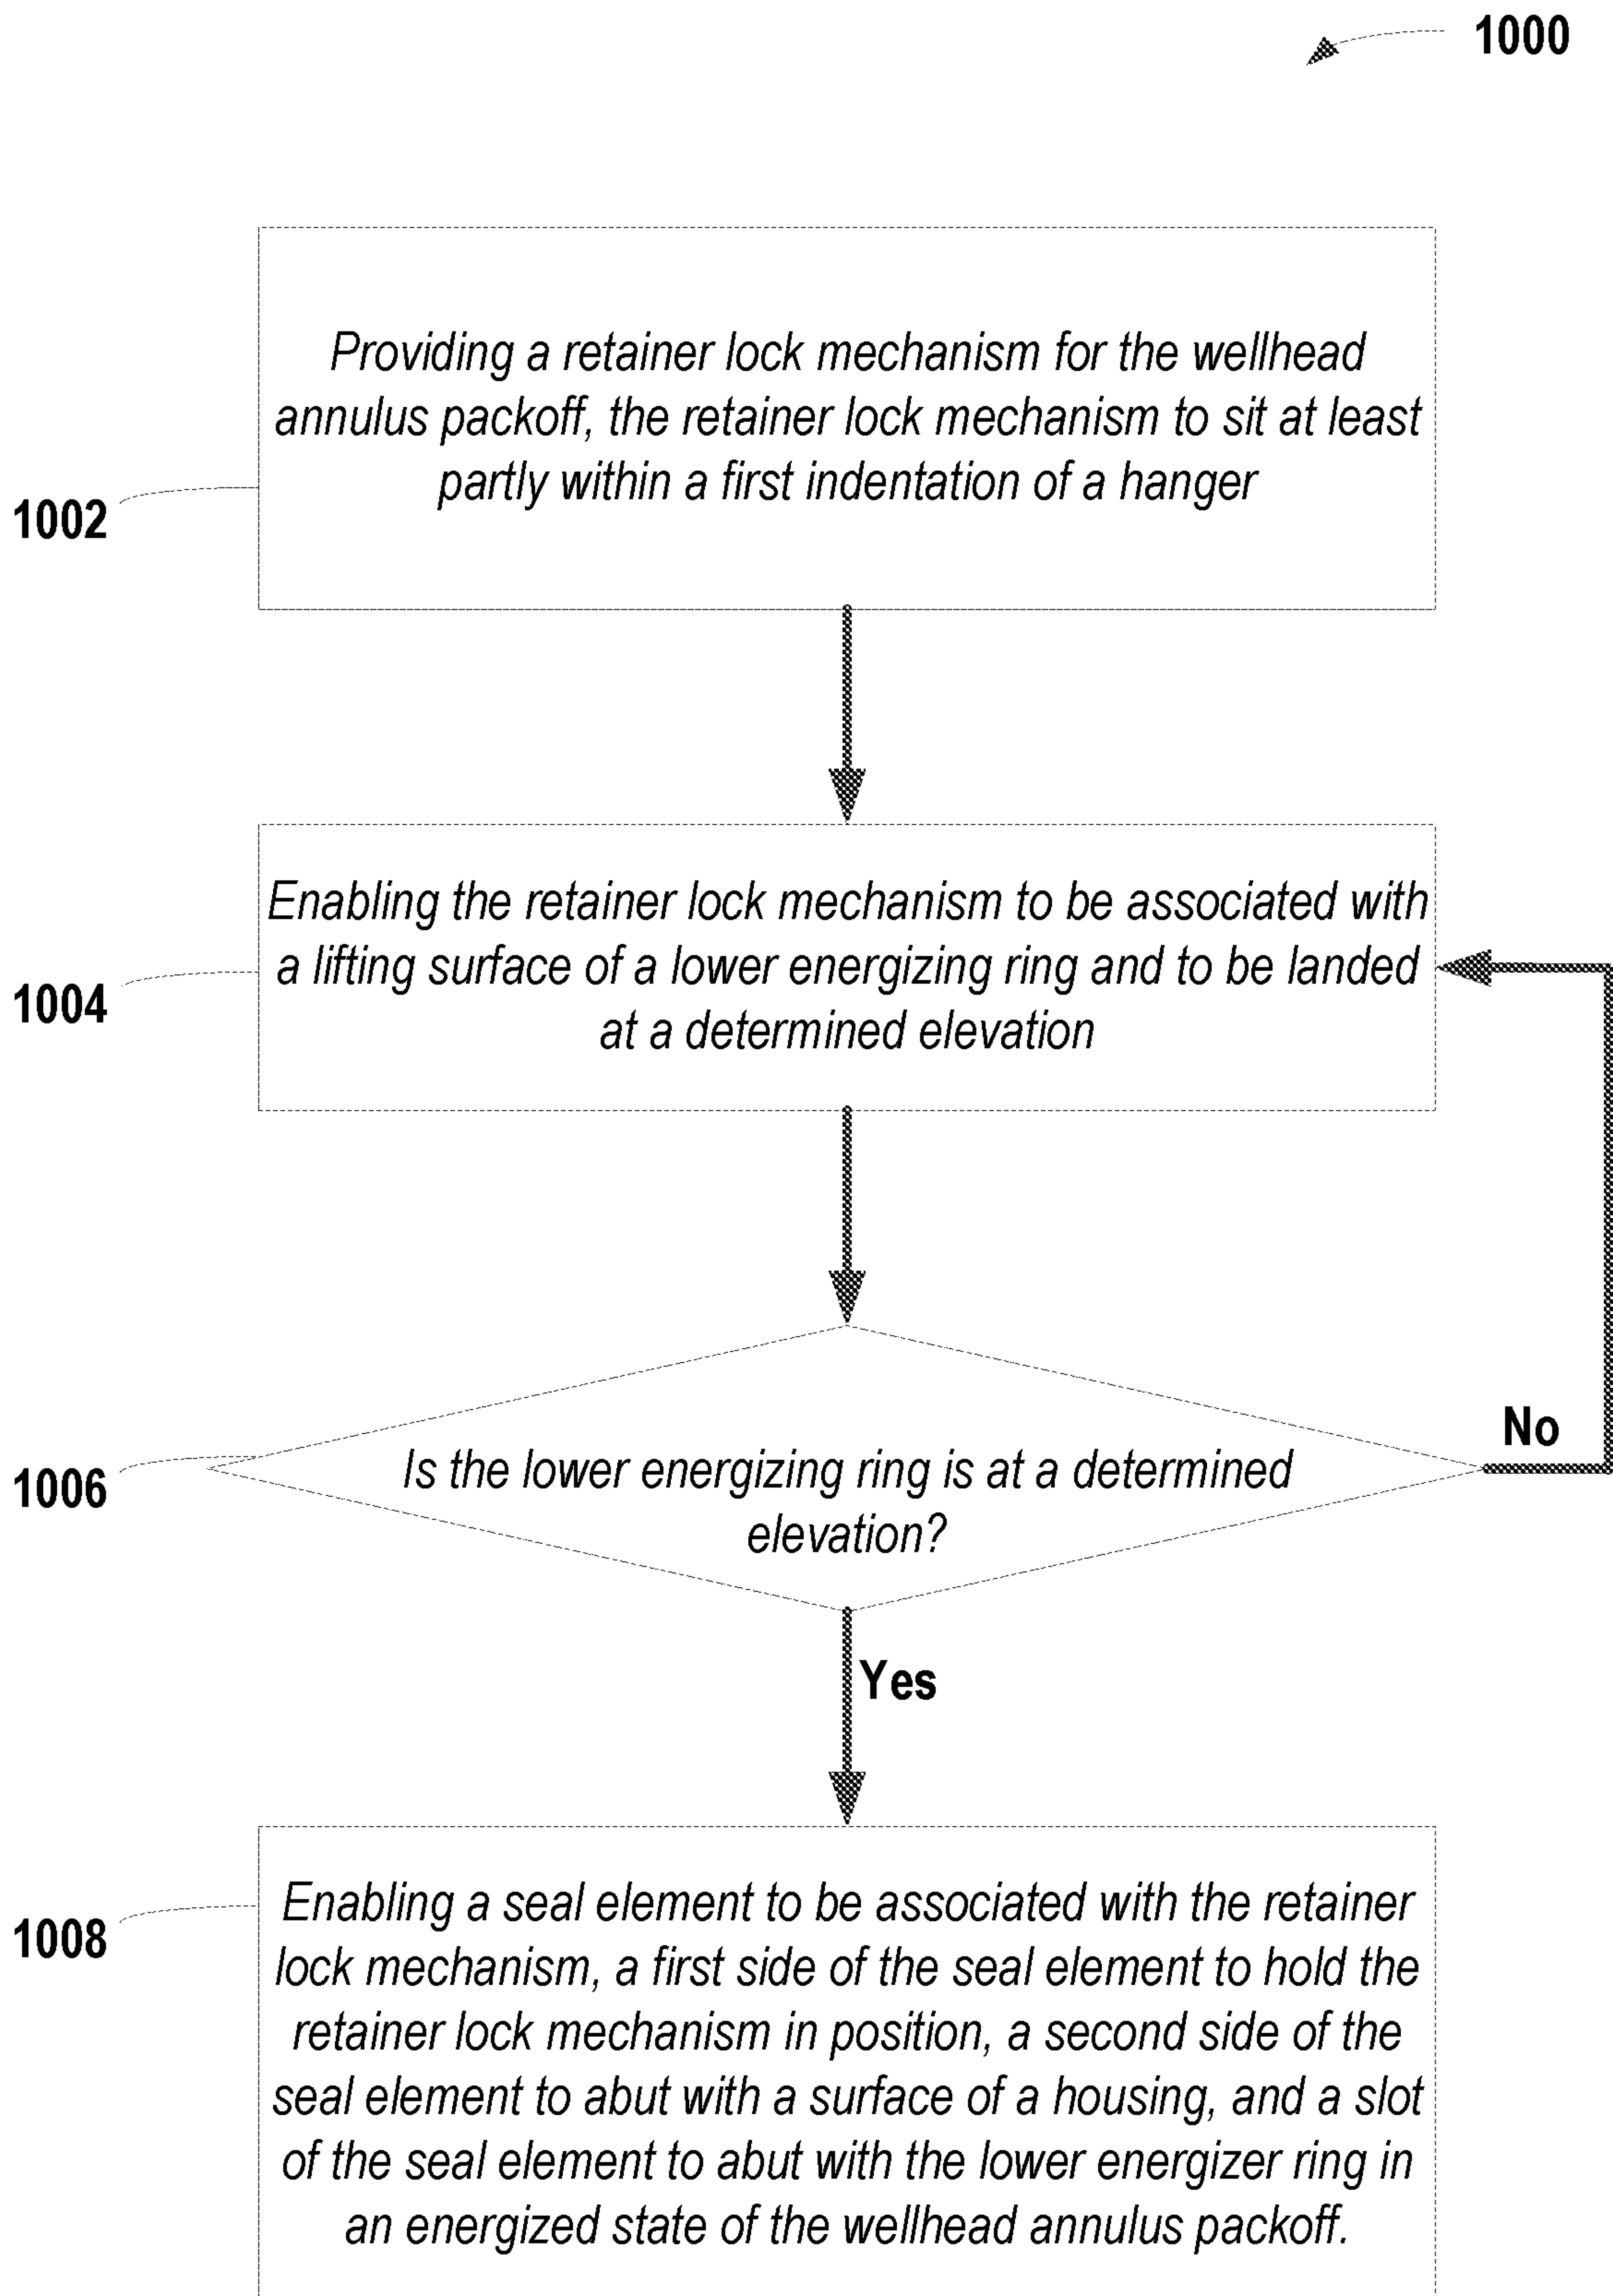 1000
Providing a retainer lock mechanism for the wellhead
annulus packoff, the retainer lock mechanism to sit at least
partly within a first indentation of a hanger
1002
Enabling the retainer lock mechanism to be associated with
a lifting surface of a lower energizing ring and to be landed
at a determined elevation
1004
No
Is the lower energizing ring is at a determined
elevation?
1006
Yes
Enabling a seal element to be associated with the retainer
lock mechanism, a first side of the seal element to hold the
retainer lock mechanism in position, a second side of the
seal element to abut with a surface of a housing, and a slot
of the seal element to abut with the lower energizer ring in
an energized state of the wellhead annulus packoff.
1008